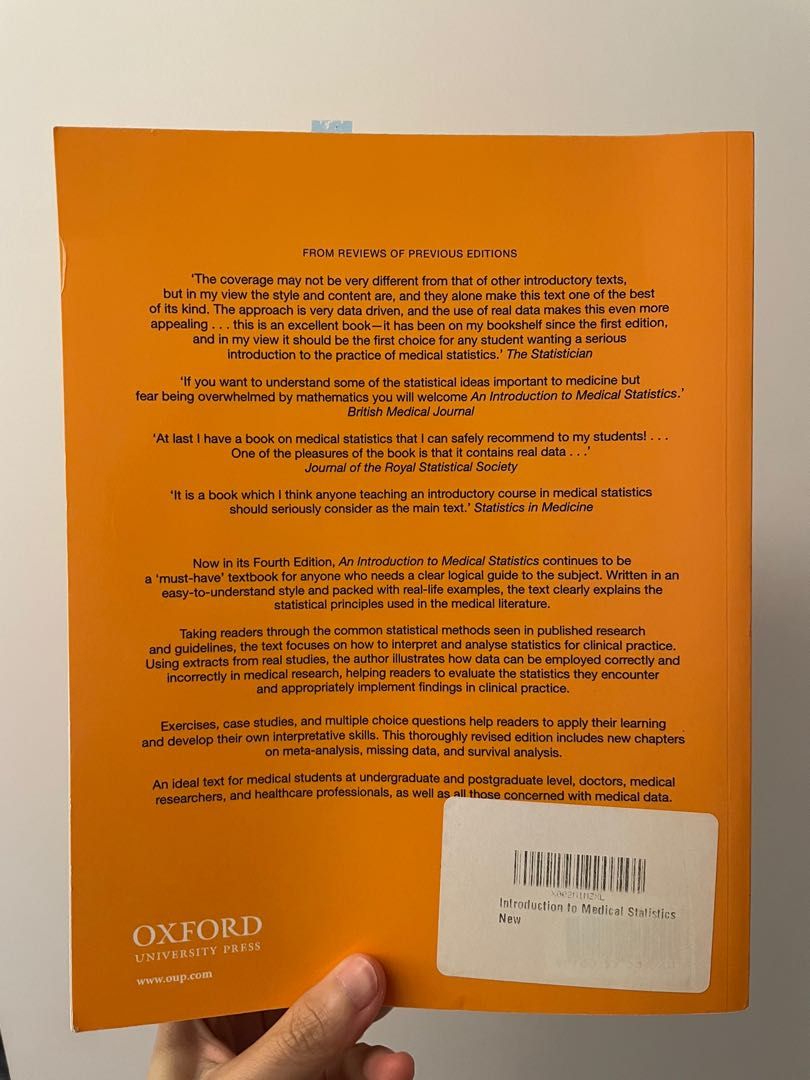 FROM REVIEWS OF PREVIOUS EDITIONS
‘The coverage may not be very different from that of other introductory texts,
but in my view the style and content are, and they alone make this text one of the best
of its kind. The approach is very data driven, and the use of real data makes this even more
appealing . . . this is an excellent book—it has been on my bookshelf since the first edition,
and in my view it should be the first choice for any student wanting a serious
introduction to the practice of medical statistics.’ The Statistician
‘If you want to understand some of the statistical ideas important to medicine but
fear being overwhelmed by mathematics you will welcome An Introduction to Medical Statistics.’
British Medical Journal
‘At last I have a book on medical statistics that I can safely recommend to my students! . . .
One of the pleasures of the book is that it contains real data . . .’
Journal of the Royal Statistical Society
‘It is a book which I think anyone teaching an introductory course in medical statistics
should seriously consider as the main text.’ Statistics in Medicine
Now in its Fourth Edition, An Introduction to Medical Statistics continues to be
a ‘must-have’ textbook for anyone who needs a clear logical guide to the subject. Written in an
easy-to-understand style and packed with real-life examples, the text clearly explains the
statistical principles used in the medical literature.
Taking readers through the common statistical methods seen in published research
and guidelines, the text focuses on how to interpret and analyse statistics for clinical practice.
Using extracts from real studies, the author illustrates how data can be employed correctly and
incorrectly in medical research, helping readers to evaluate the statistics they encounter
and appropriately implement findings in clinical practice.
Exercises, case studies, and multiple choice questions help readers to apply their learning
and develop their own interpretative skills. This thoroughly revised edition includes new chapters
on meta-analysis, missing data, and survival analysis.
An ideal text for medical students at undergraduate and postgraduate level, doctors, medical
researchers, and healthcare professionals, as well as all those concerned with medical data.
Introduction to Medical Statistics
New
OXFORD
UNIVERSITY PRESS
www.oup.com